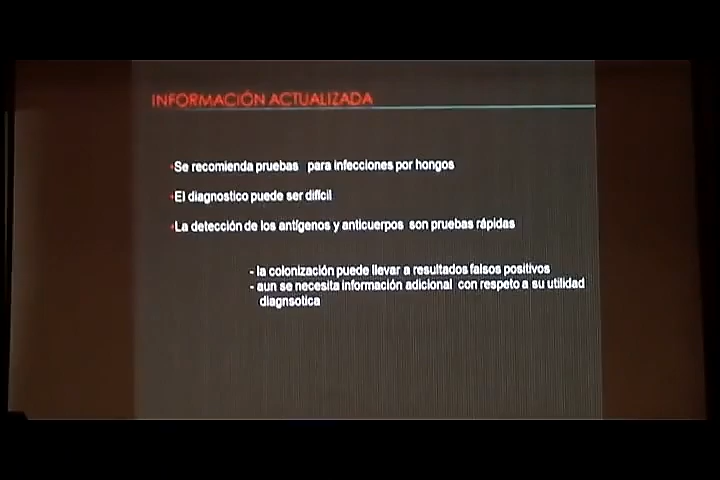 INFORMACIÓN ACTUALIZADA
Se recomienda pruebas para infecciones por hongos
El diagnostico puede ser difícil
La detección de los antígenos y anticuerpos son pruebas rápidas
- la colonización puede llevar a resultados falsos positivos
- aun se necesita información adicional con respeto a su utilidad
diagnsotica